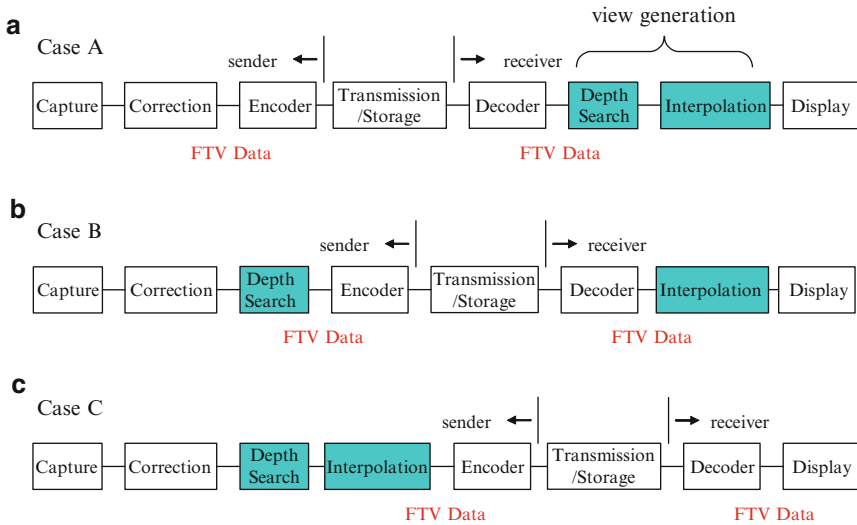 view generation
a
Case A
sender
receiver
Capture
Correction
Encoder
Transmission
/Storage
Decoder
Depth
Search
Interpolation
Display
FTV Data
FTV Data
b
Case B
sender
receiver
Capture
Correction
Depth
Search
Encoder
Transmission
/Storage
Decoder
Interpolation
Display
FTV Data
FTV Data
c
Case C
sender
receiver
Capture
Correction
Depth
Search
Interpolation
Encoder
Transmission
/Storage
Decoder
Display
FTV Data
FTV Data